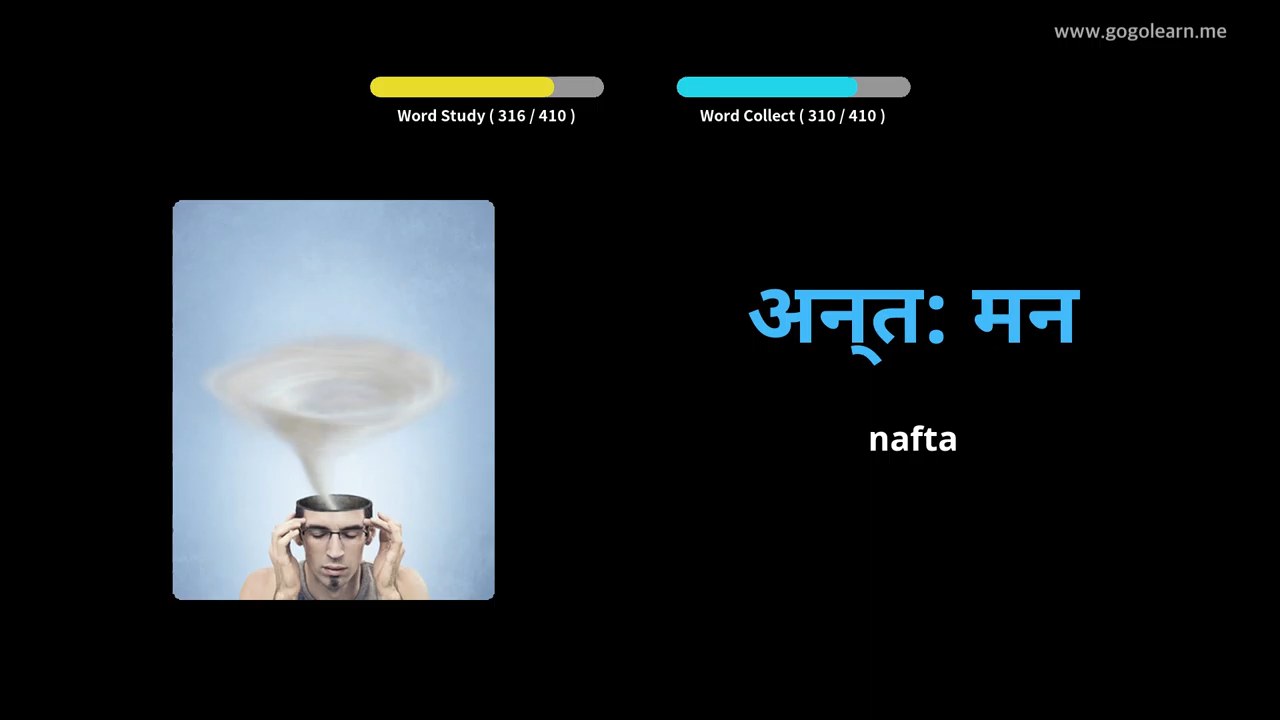 www.gogolearn.me
Word Study ( 316 / 410 )
Word Collect ( 310 / 410 )
अन्‌त: मन
nafta